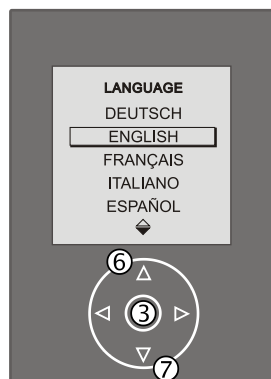 LANGUAGE
DEUTSCH
ENGLISH
FRANÇAIS
ITALIANO
ESPAÑOL
6
3
7